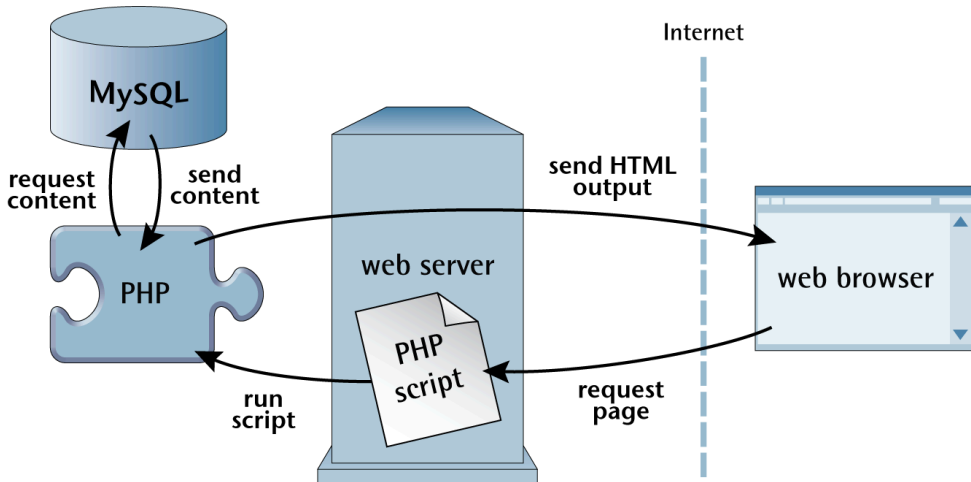 Internet
MySQL
request
content
send
content
send HTML
output
PHP
web server
web browser
PHP
script
run
script
request
page